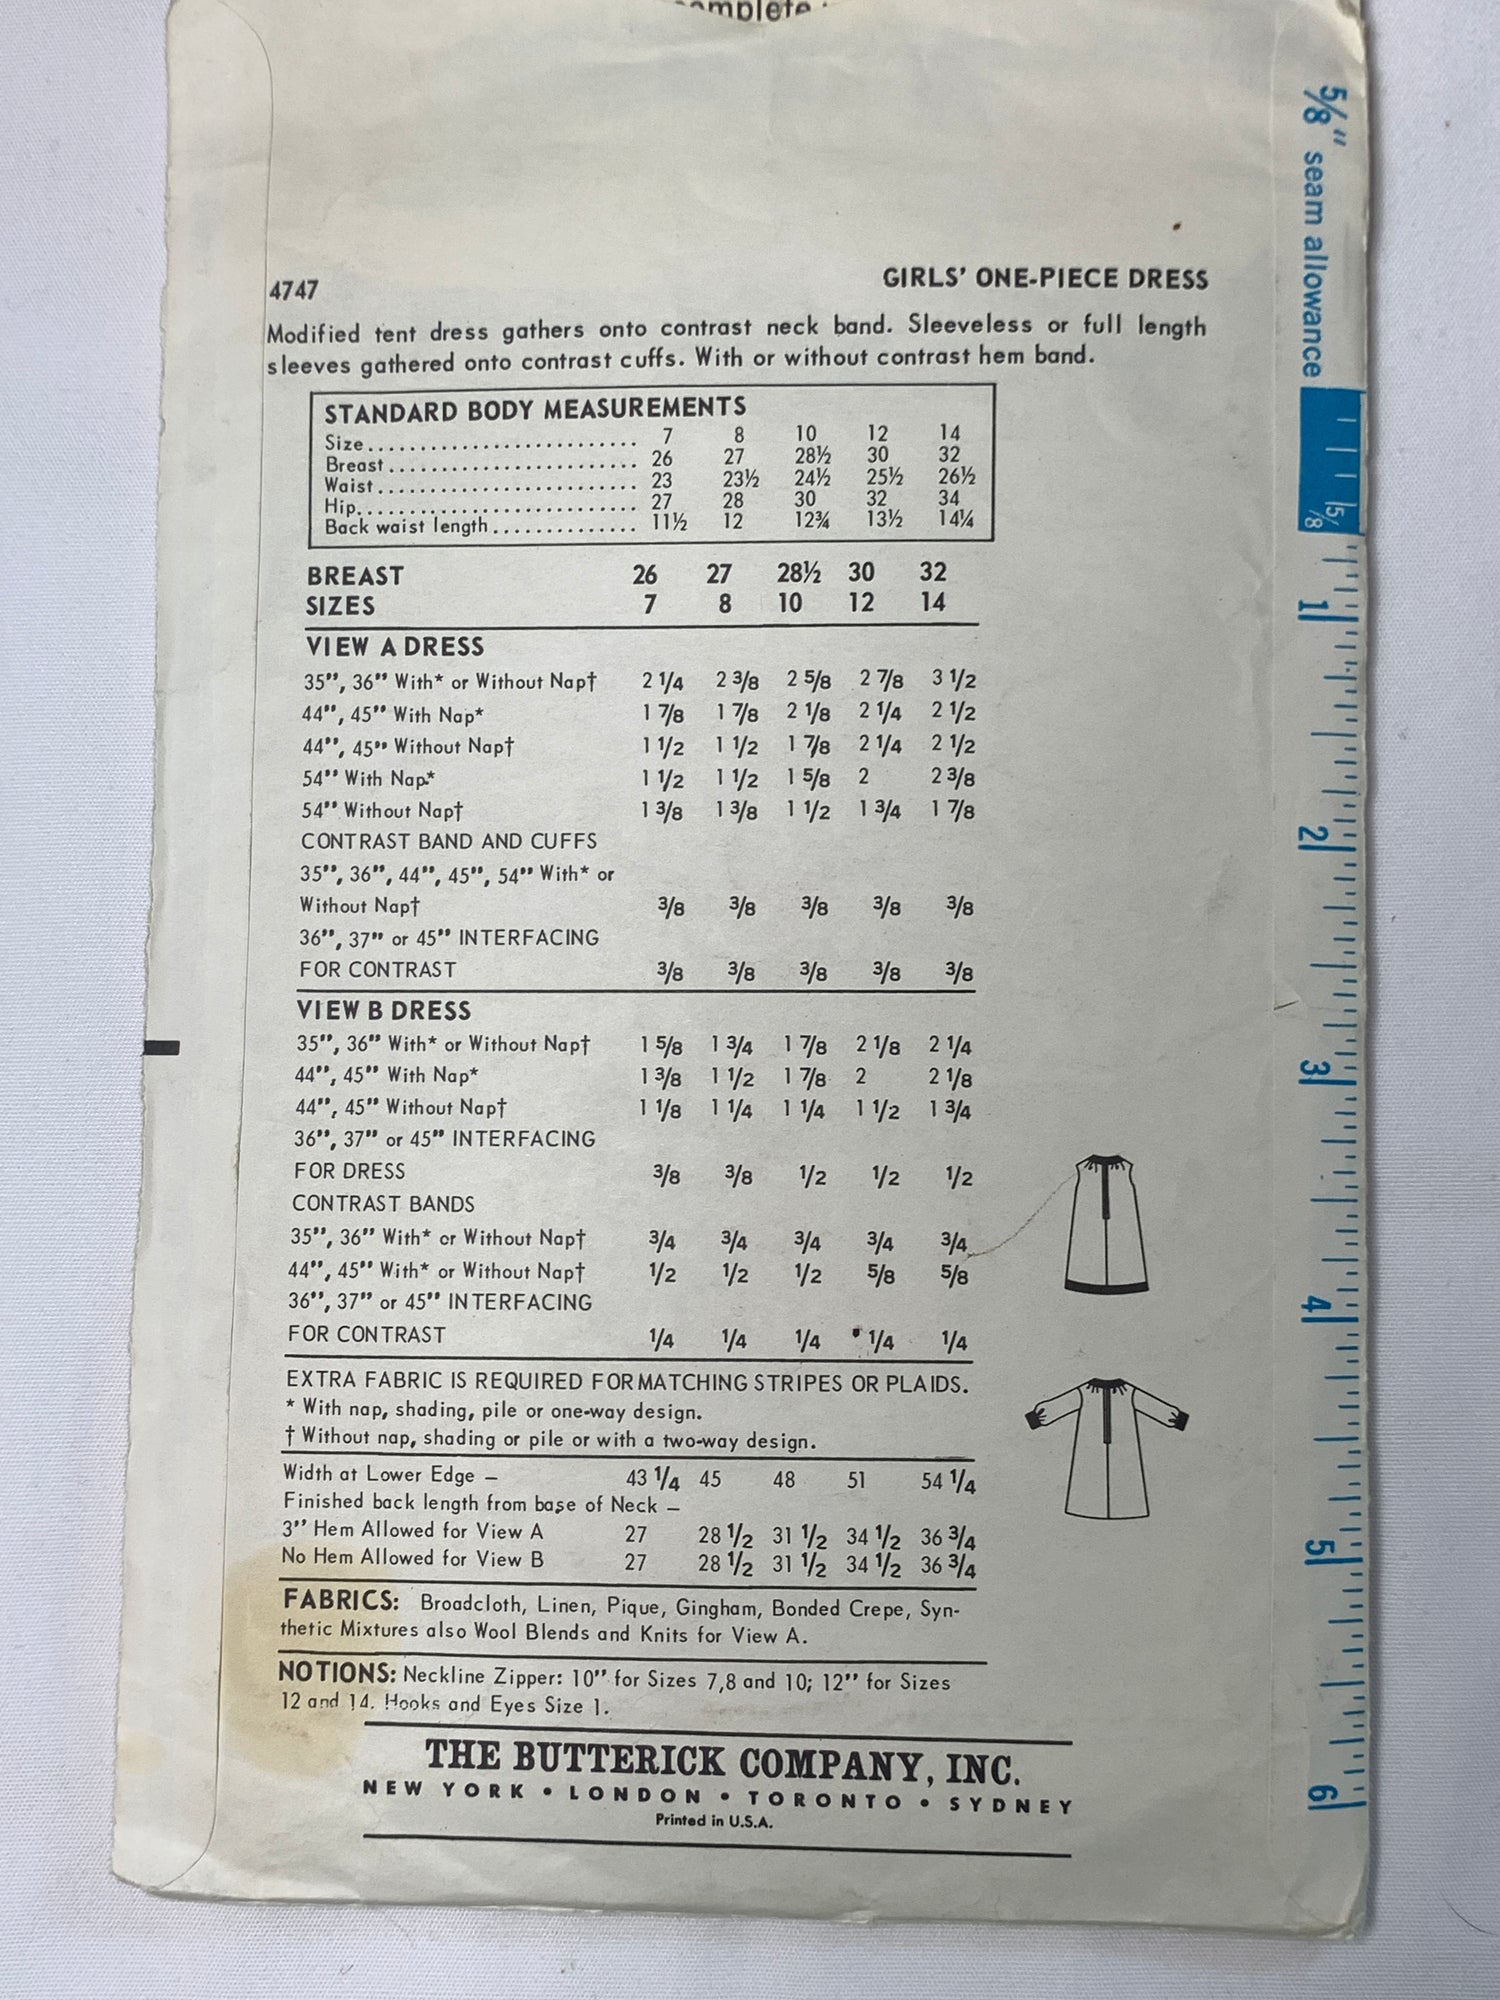 4747
GIRLS' ONE-PIECE DRESS
Modified tent dress gathers onto contrast neck band. Sleeveless or full length
sleeves gathered onto contrast cuffs. With or without contrast hem band.
STANDARD BODY MEASUREMENTS
Size........................... 7 8 10 12 14
Breast......................... 26 27 28½ 30 32
Waist.......................... 23 23½ 24½ 25½ 26½
Hip............................ 27 28 30 32 34
Back waist length.............. 11½ 12 12¾ 13½ 14¼
BREAST 26 27 28½ 30 32
SIZES 7 8 10 12 14
VIEW A DRESS
35", 36" With* or Without Nap† 2 1/4 2 3/8 2 5/8 2 7/8 3 1/2
44", 45" With Nap* 1 7/8 1 7/8 2 1/8 2 1/4 2 1/2
44", 45" Without Nap† 1 1/2 1 1/2 1 7/8 2 1/4 2 1/2
54" With Nap* 1 1/2 1 1/2 1 5/8 2 2 3/8
54" Without Nap† 1 3/8 1 3/8 1 1/2 1 3/4 1 7/8
CONTRAST BAND AND CUFFS
35", 36", 44", 45", 54" With* or
Without Nap† 3/8 3/8 3/8 3/8 3/8
36", 37" or 45" INTERFACING
FOR CONTRAST 3/8 3/8 3/8 3/8 3/8
VIEW B DRESS
35", 36" With* or Without Nap† 1 5/8 1 3/4 1 7/8 2 1/8 2 1/4
44", 45" With Nap* 1 3/8 1 1/2 1 7/8 2 2 1/8
44", 45" Without Nap† 1 1/8 1 1/4 1 1/4 1 1/2 1 3/4
36", 37" or 45" INTERFACING
FOR DRESS 3/8 3/8 1/2 1/2 1/2
CONTRAST BANDS
35", 36" With* or Without Nap† 3/4 3/4 3/4 3/4 3/4
44", 45" With* or Without Nap† 1/2 1/2 1/2 5/8 5/8
36", 37" or 45" INTERFACING
FOR CONTRAST 1/4 1/4 1/4 1/4 1/4
EXTRA FABRIC IS REQUIRED FOR MATCHING STRIPES OR PLAIDS.
* With nap, shading, pile or one-way design.
† Without nap, shading or pile or with a two-way design.
Width at Lower Edge – 43 1/4 45 48 51 54 1/4
Finished back length from base of Neck –
3" Hem Allowed for View A 27 28 1/2 31 1/2 34 1/2 36 3/4
No Hem Allowed for View B 27 28 1/2 31 1/2 34 1/2 36 3/4
FABRICS: Broadcloth, Linen, Pique, Gingham, Bonded Crepe, Syn-
thetic Mixtures also Wool Blends and Knits for View A.
NOTIONS: Neckline Zipper: 10" for Sizes 7,8 and 10; 12" for Sizes
12 and 14. Hooks and Eyes Size 1.
THE BUTTERICK COMPANY, INC.
NEW YORK • LONDON • TORONTO • SYDNEY
Printed in U.S.A.
5/8" seam allowance
5/8
1
2
3
4
5
6